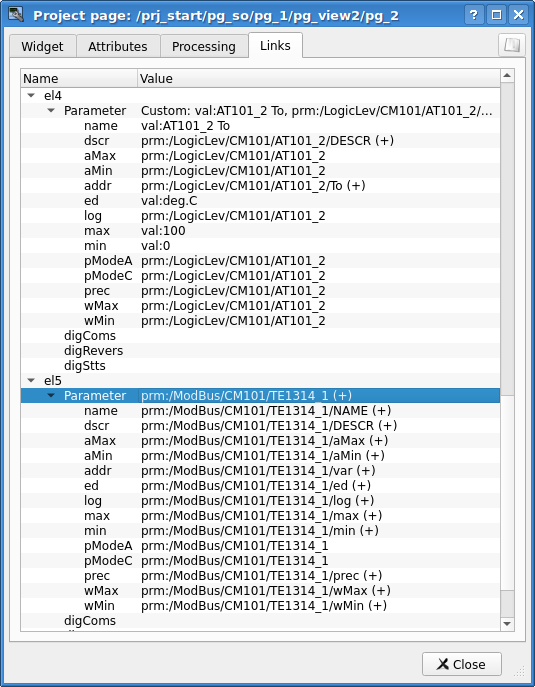 Project page: /prj_start/pg_so/pg_1/pg_view2/pg_2
Widget Attributes Processing Links
Name Value
el4
Parameter Custom: val:AT101_2 To, prm:/LogicLev/CM101/AT101_2/...
name val:AT101_2 To
dscr prm:/LogicLev/CM101/AT101_2/DESCR (+)
aMax prm:/LogicLev/CM101/AT101_2
aMin prm:/LogicLev/CM101/AT101_2
addr prm:/LogicLev/CM101/AT101_2/To (+)
ed val:deg.C
log prm:/LogicLev/CM101/AT101_2
max val:100
min val:0
pModeA prm:/LogicLev/CM101/AT101_2
pModeC prm:/LogicLev/CM101/AT101_2
prec prm:/LogicLev/CM101/AT101_2
wMax prm:/LogicLev/CM101/AT101_2
wMin prm:/LogicLev/CM101/AT101_2
digComs
digRevers
digStts
el5
Parameter prm:/ModBus/CM101/TE1314_1 (+)
name prm:/ModBus/CM101/TE1314_1/NAME (+)
dscr prm:/ModBus/CM101/TE1314_1/DESCR (+)
aMax prm:/ModBus/CM101/TE1314_1/aMax (+)
aMin prm:/ModBus/CM101/TE1314_1/aMin (+)
addr prm:/ModBus/CM101/TE1314_1/var (+)
ed prm:/ModBus/CM101/TE1314_1/ed (+)
log prm:/ModBus/CM101/TE1314_1/log (+)
max prm:/ModBus/CM101/TE1314_1/max (+)
min prm:/ModBus/CM101/TE1314_1/min (+)
pModeA prm:/ModBus/CM101/TE1314_1
pModeC prm:/ModBus/CM101/TE1314_1
prec prm:/ModBus/CM101/TE1314_1/prec (+)
wMax prm:/ModBus/CM101/TE1314_1/wMax (+)
wMin prm:/ModBus/CM101/TE1314_1/wMin (+)
digComs
Close